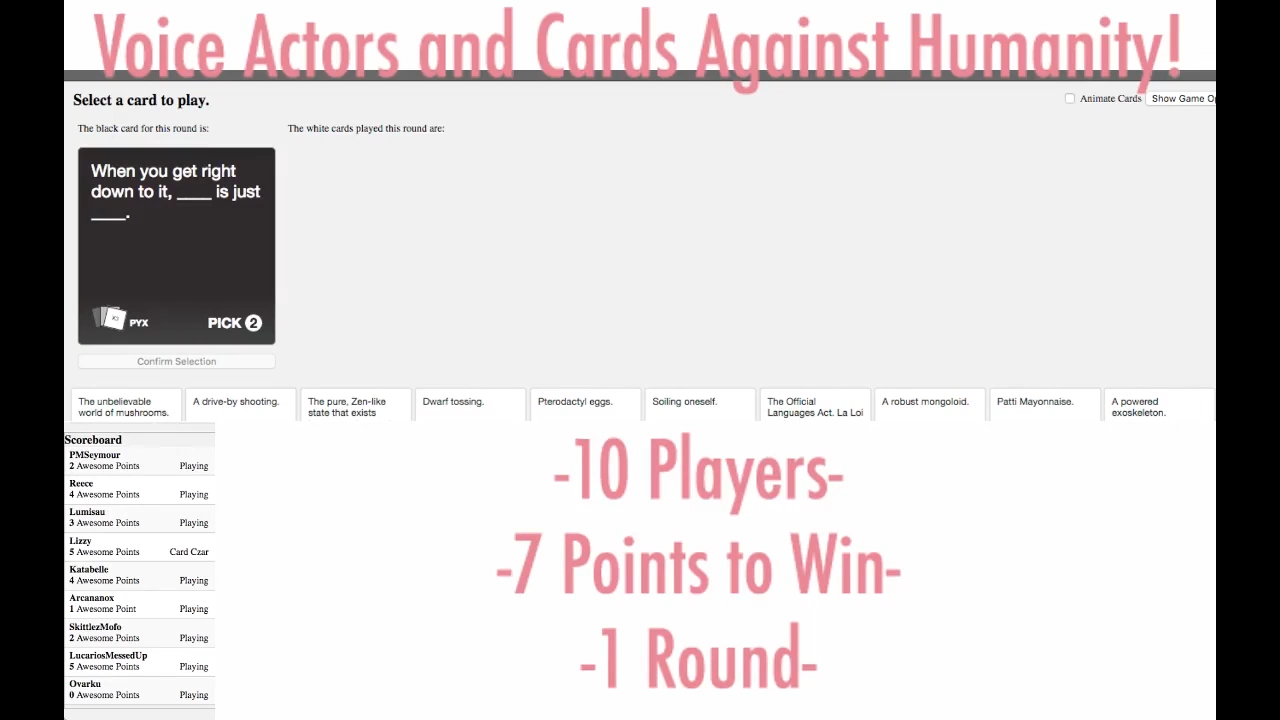 Voice Actors and Cards Against Humanity!
Select a card to play.
Animate Cards
Show Game Op
The black card for this round is:
The white cards played this round are:
When you get right
down to it, ____ is just
____.
PYX
PICK 2
Confirm Selection
The unbelievable
world of mushrooms.
A drive-by shooting.
The pure, Zen-like
state that exists
Dwarf tossing.
Pterodactyl eggs.
Soiling oneself.
The Official
Languages Act. La Loi
A robust mongoloid.
Patti Mayonnaise.
A powered
exoskeleton.
Scoreboard
PMSeymour
2 Awesome Points Playing
Reece
4 Awesome Points Playing
Lumisau
3 Awesome Points Playing
Lizzy
5 Awesome Points Card Czar
Katabelle
4 Awesome Points Playing
Arcananox
1 Awesome Point Playing
SkittlezMofo
2 Awesome Points Playing
LucariosMessedUp
5 Awesome Points Playing
Ovarku
0 Awesome Points Playing
-10 Players-
-7 Points to Win-
-1 Round-